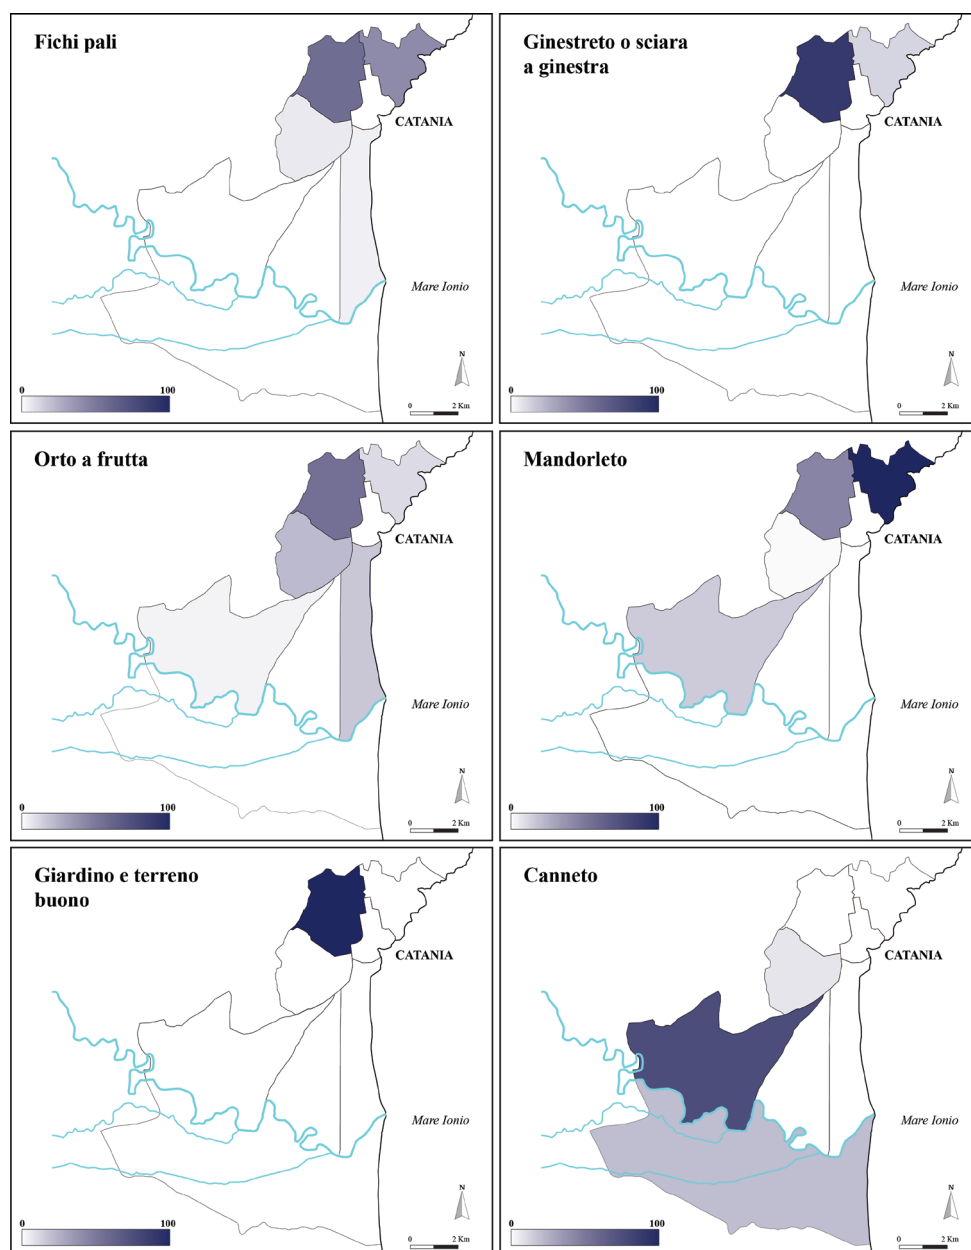 Fichi pali
CATANIA
Mare Ionio
N
0 100
0 2 Km
Ginestreto o sciara
a ginestra
CATANIA
Mare Ionio
N
0 100
0 2 Km
Orto a frutta
CATANIA
Mare Ionio
N
0 100
0 2 Km
Mandorleto
CATANIA
Mare Ionio
N
0 100
0 2 Km
Giardino e terreno
buono
CATANIA
Mare Ionio
N
0 100
0 2 Km
Canneto
CATANIA
Mare Ionio
N
0 100
0 2 Km